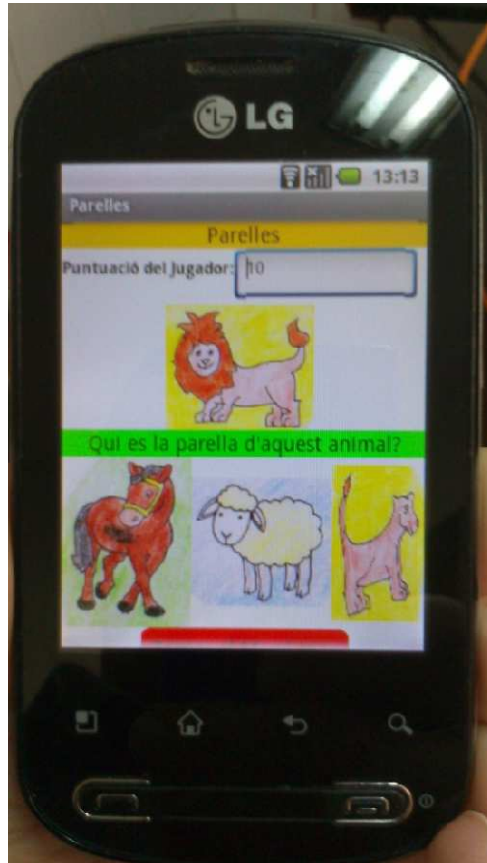 LG
13:13
Parelles
Parelles
Puntuació del Jugador: 10
Qui es la parella d'aquest animal?